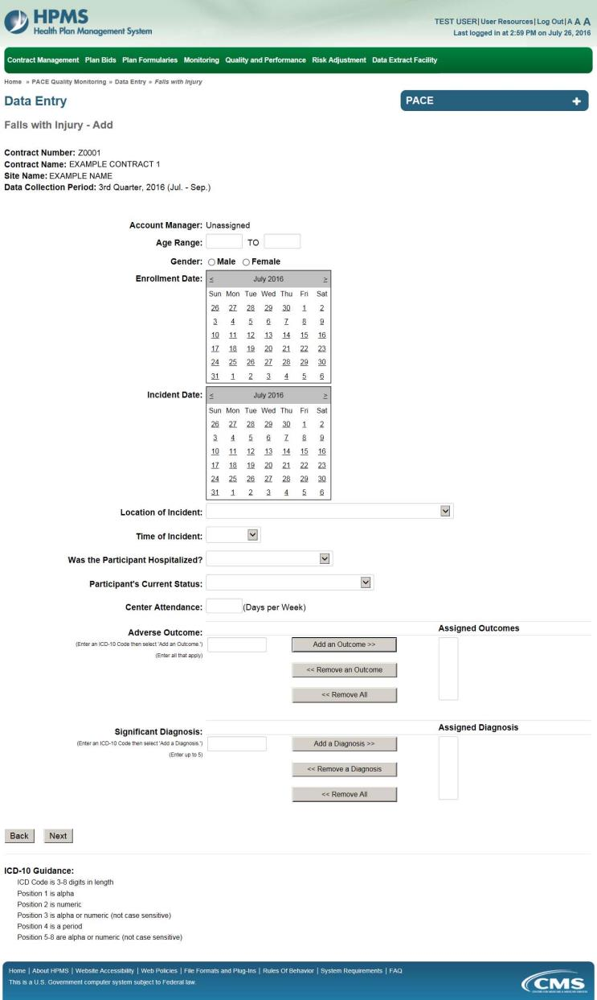 HPMS
Health Plan Management System
TEST USER|User Resources|Log Out|A A A
Last logged in at 2:59 PM on July 26, 2016
Contract Management Plan Bids Plan Formularies Monitoring Quality and Performance Risk Adjustment Data Extract Facility
Home » PACE Quality Monitoring » Data Entry » Falls with Injury
Data Entry
PACE +
Falls with Injury - Add
Contract Number: Z0001
Contract Name: EXAMPLE CONTRACT 1
Site Name: EXAMPLE NAME
Data Collection Period: 3rd Quarter, 2016 (Jul. - Sep.)
Account Manager: Unassigned
Age Range: TO
Gender: Male Female
Enrollment Date: < July 2016 >
Sun Mon Tue Wed Thu Fri Sat
26 27 28 29 30 1 2
3 4 5 6 7 8 9
10 11 12 13 14 15 16
17 18 19 20 21 22 23
24 25 26 27 28 29 30
31 1 2 3 4 5 6
Incident Date: < July 2016 >
Sun Mon Tue Wed Thu Fri Sat
26 27 28 29 30 1 2
3 4 5 6 7 8 9
10 11 12 13 14 15 16
17 18 19 20 21 22 23
24 25 26 27 28 29 30
31 1 2 3 4 5 6
Location of Incident:
Time of Incident:
Was the Participant Hospitalized?
Participant's Current Status:
Center Attendance: (Days per Week)
Assigned Outcomes
Adverse Outcome:
(Enter an ICD-10 Code then select 'Add an Outcome.')
(Enter all that apply)
Add an Outcome >>
<< Remove an Outcome
<< Remove All
Assigned Diagnosis
Significant Diagnosis:
(Enter an ICD-10 Code then select 'Add a Diagnosis.')
(Enter up to 5)
Add a Diagnosis >>
<< Remove a Diagnosis
<< Remove All
Back Next
ICD-10 Guidance:
ICD Code is 3-8 digits in length
Position 1 is alpha
Position 2 is numeric
Position 3 is alpha or numeric (not case sensitive)
Position 4 is a period
Position 5-8 are alpha or numeric (not case sensitive)
Home | About HPMS | Website Accessibility | Web Policies | File Formats and Plug-Ins | Rules Of Behavior | System Requirements | FAQ
This is a U.S. Government computer system subject to Federal law.
CMS
CENTERS FOR MEDICARE & MEDICAID SERVICES